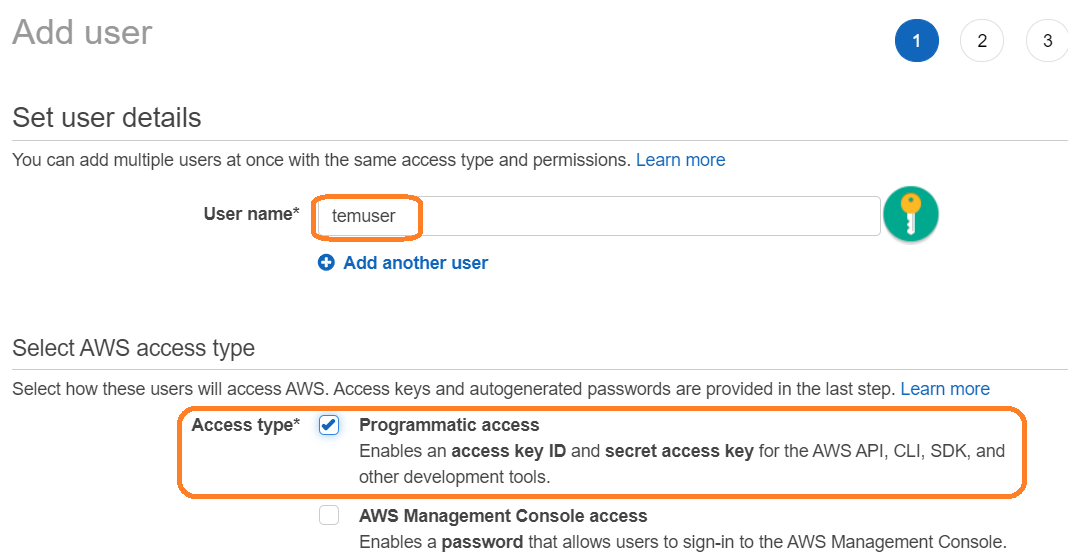 Add user
1 2 3
Set user details
You can add multiple users at once with the same access type and permissions. Learn more
User name* temuser
Add another user
Select AWS access type
Select how these users will access AWS. Access keys and autogenerated passwords are provided in the last step. Learn more
Access type* Programmatic access
Enables an access key ID and secret access key for the AWS API, CLI, SDK, and
other development tools.
AWS Management Console access
Enables a password that allows users to sign-in to the AWS Management Console.